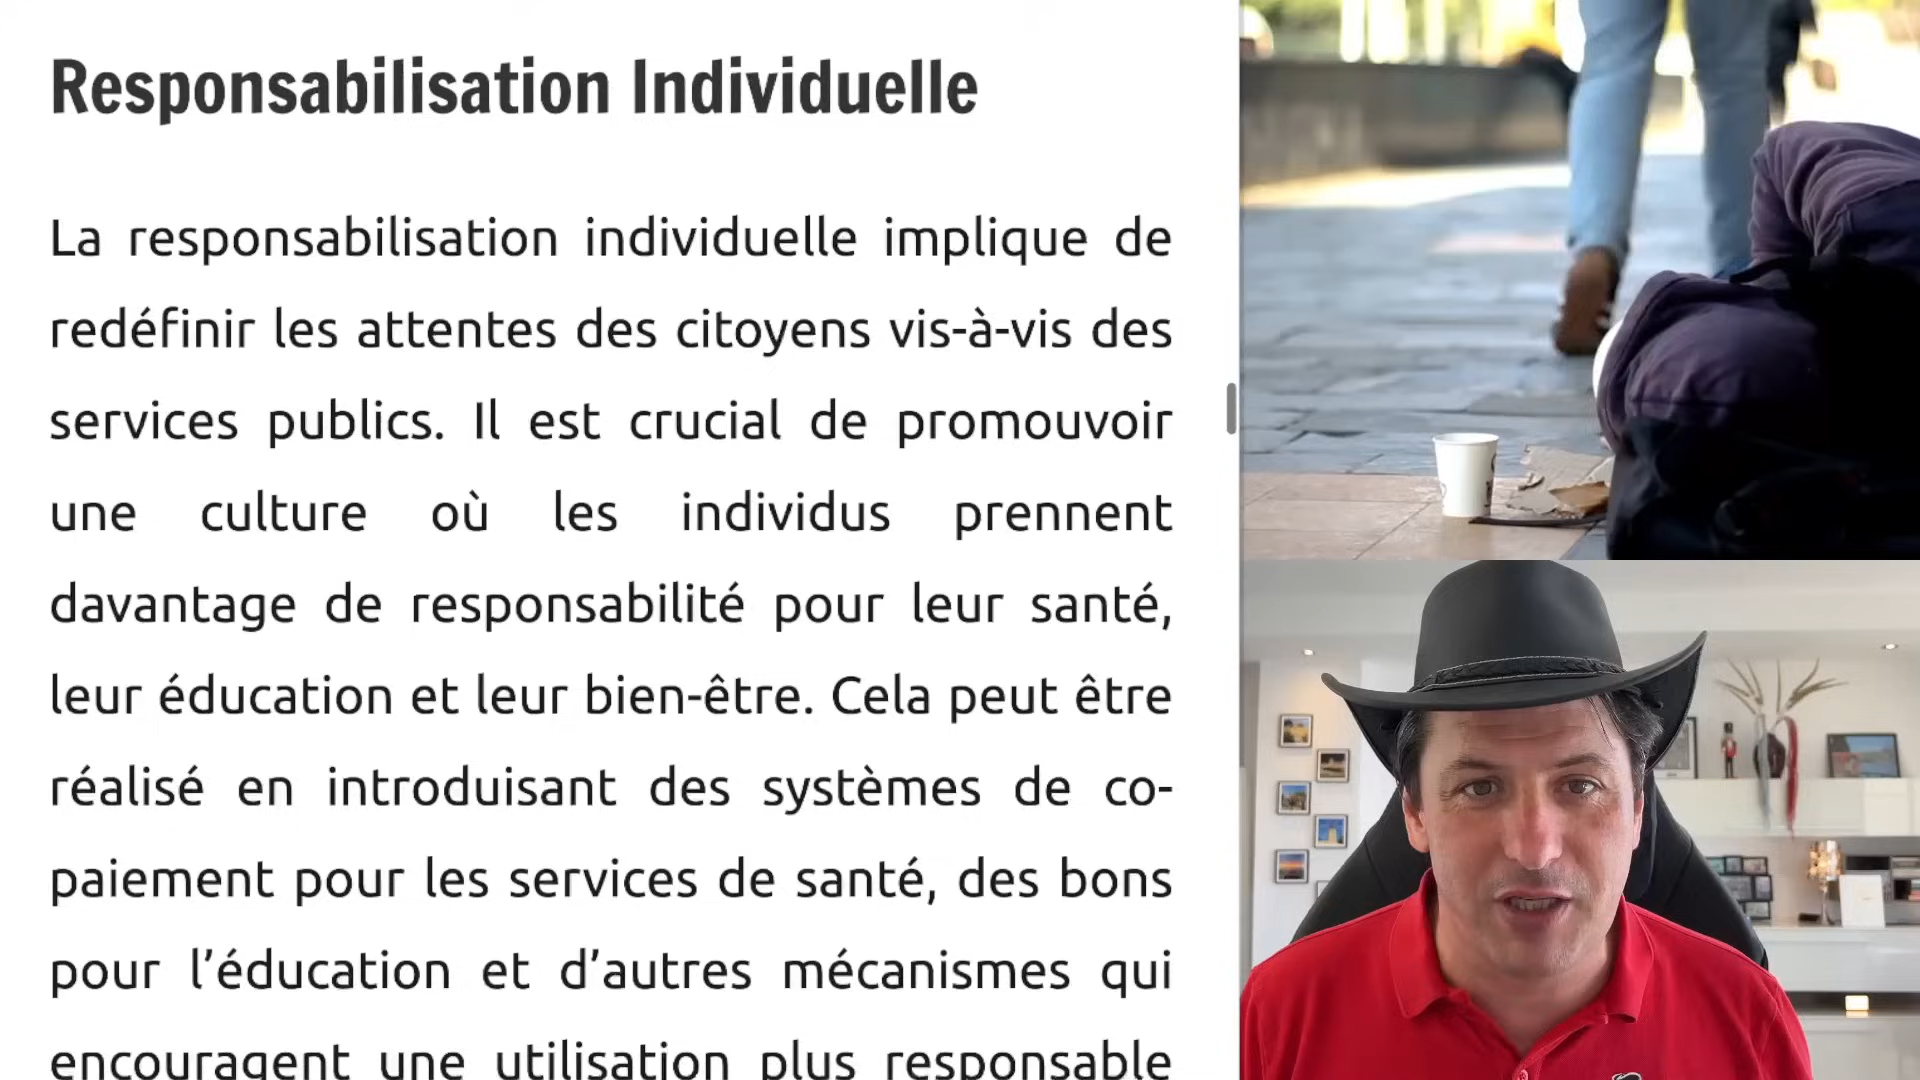 Responsabilisation Individuelle
La responsabilisation individuelle implique de
redéfinir les attentes des citoyens vis-à-vis des
services publics. Il est crucial de promouvoir
une culture où les individus prennent
davantage de responsabilité pour leur santé,
leur éducation et leur bien-être. Cela peut être
réalisé en introduisant des systèmes de co-
paiement pour les services de santé, des bons
pour l’éducation et d’autres mécanismes qui
encouragent une utilisation plus responsable